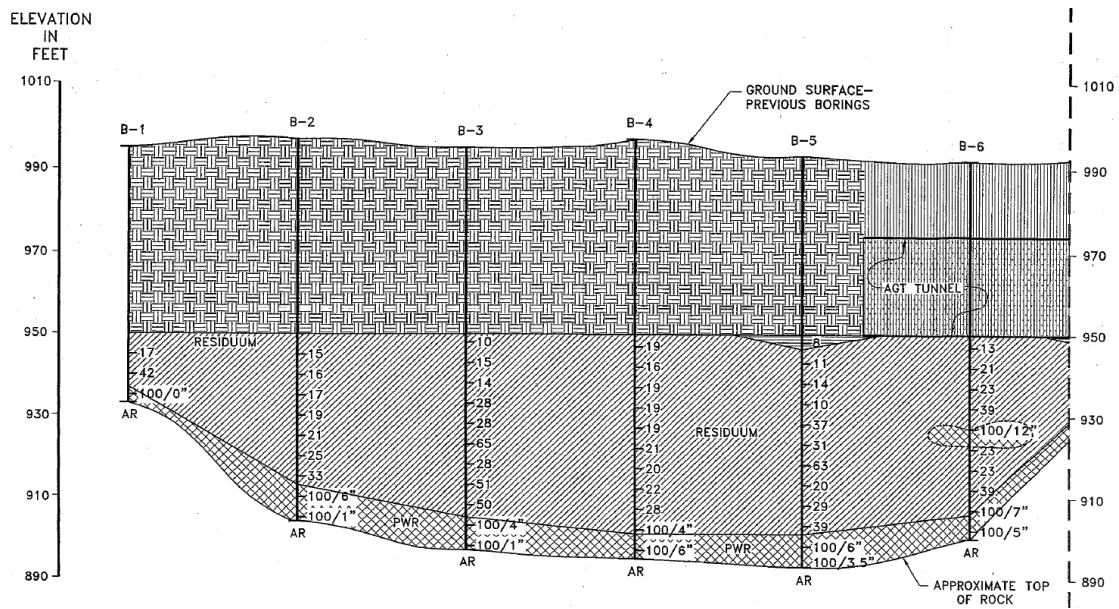 ELEVATION
IN
FEET
1010
990
970
950
930
910
890
1010
990
970
950
930
910
890
GROUND SURFACE-
PREVIOUS BORINGS
B-1
B-2
B-3
B-4
B-5
B-6
AGT TUNNEL
RESIDUUM
RESIDUUM
17
42
100/0"
AR
15
16
17
19
21
25
33
100/6"
100/1"
AR
10
15
14
28
28
65
28
51
50
100/4"
100/1"
AR
19
16
19
19
19
21
20
22
28
100/4"
100/6"
AR
8
11
14
10
37
31
63
20
29
39
100/6"
100/3.5"
AR
13
21
23
39
100/12"
23
23
39
100/7"
100/5"
AR
PWR
PWR
APPROXIMATE TOP
OF ROCK